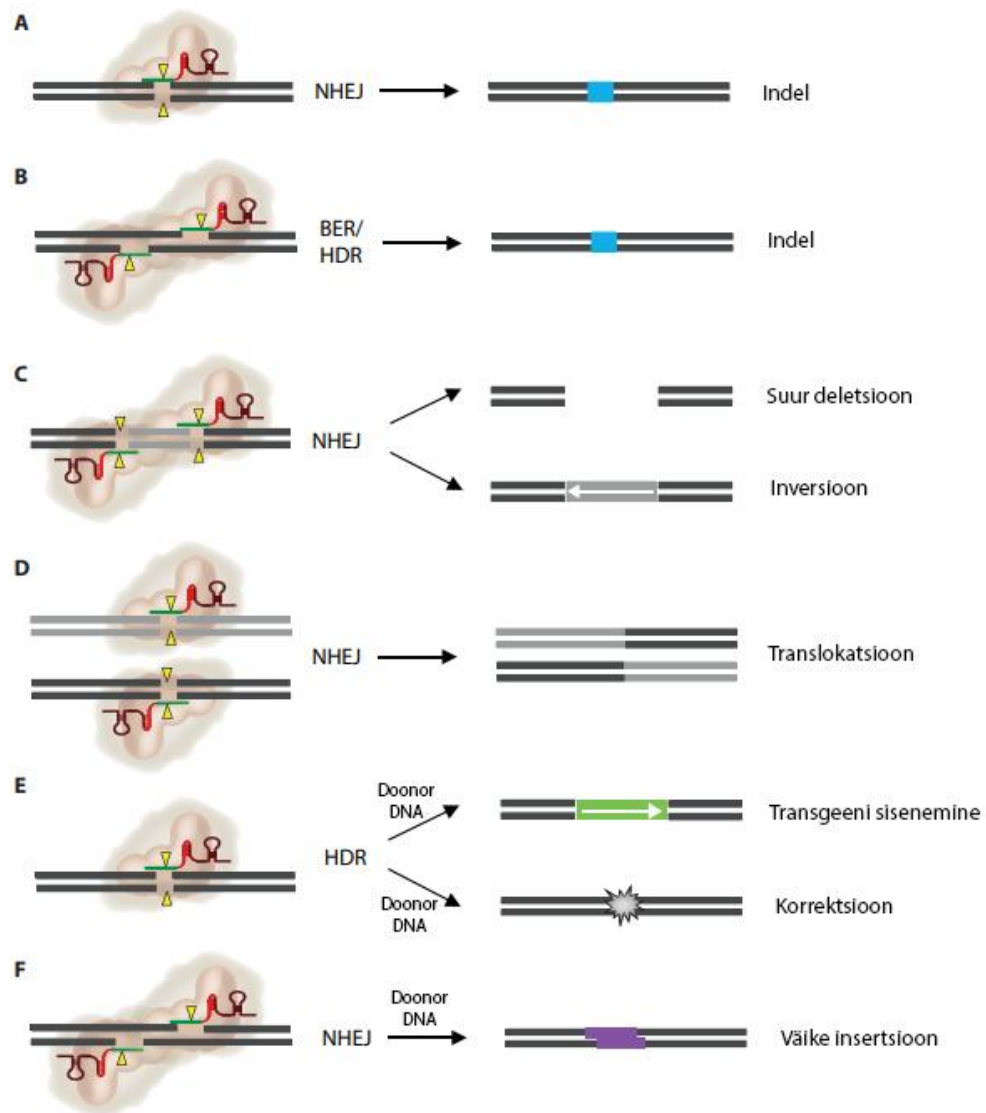 A
NHEJ
Indel
B
BER/
HDR
Indel
C
NHEJ
Suur deletsioon
Inversioon
D
NHEJ
Translokatsioon
E
Doonor
DNA
HDR
Doonor
DNA
Transgeeni sisenemine
Korrektsioon
F
NHEJ
Doonor
DNA
Väike insertsioon